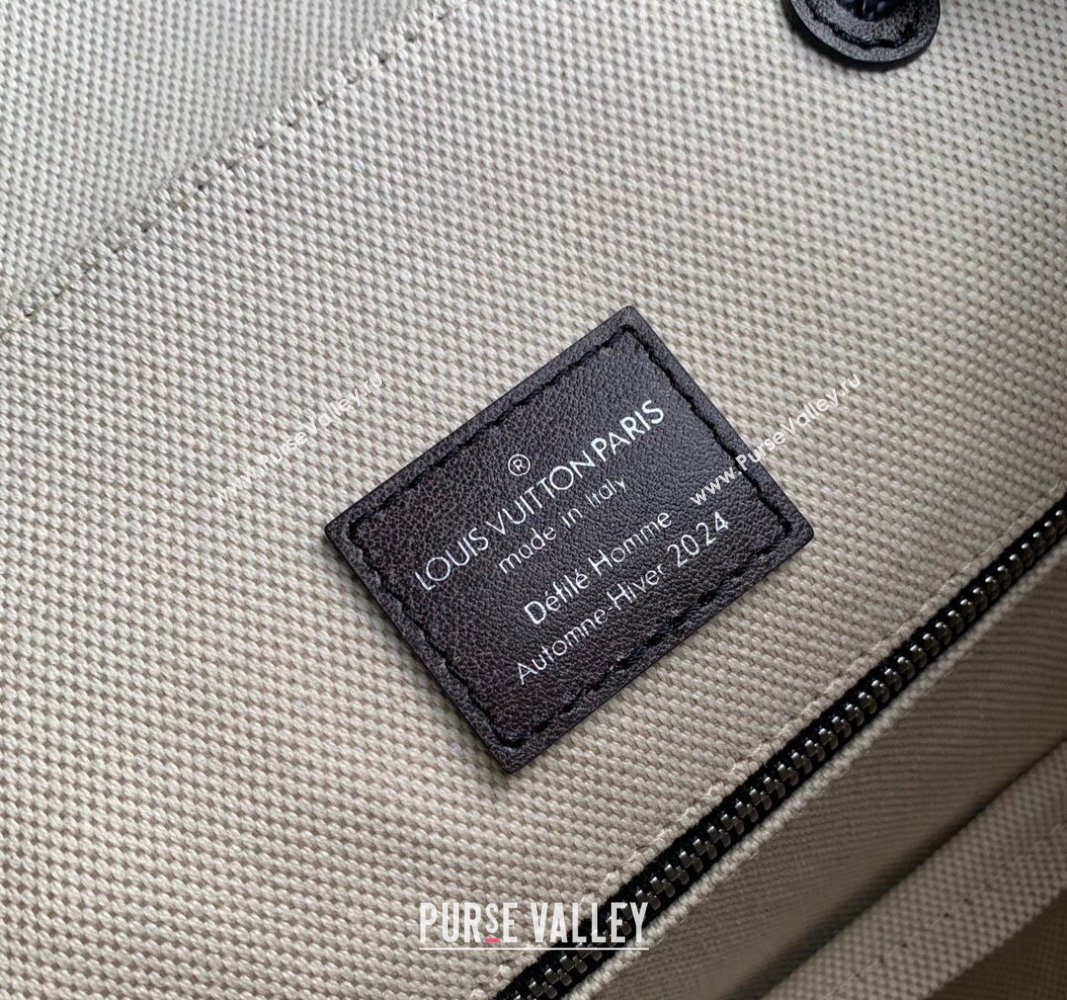 ®
LOUIS VUITTON PARIS
made in Italy
Défilé Homme
Automne-Hiver 2024
www.PurseValley.ru
www.PurseValley.ru
PURSE VALLEY